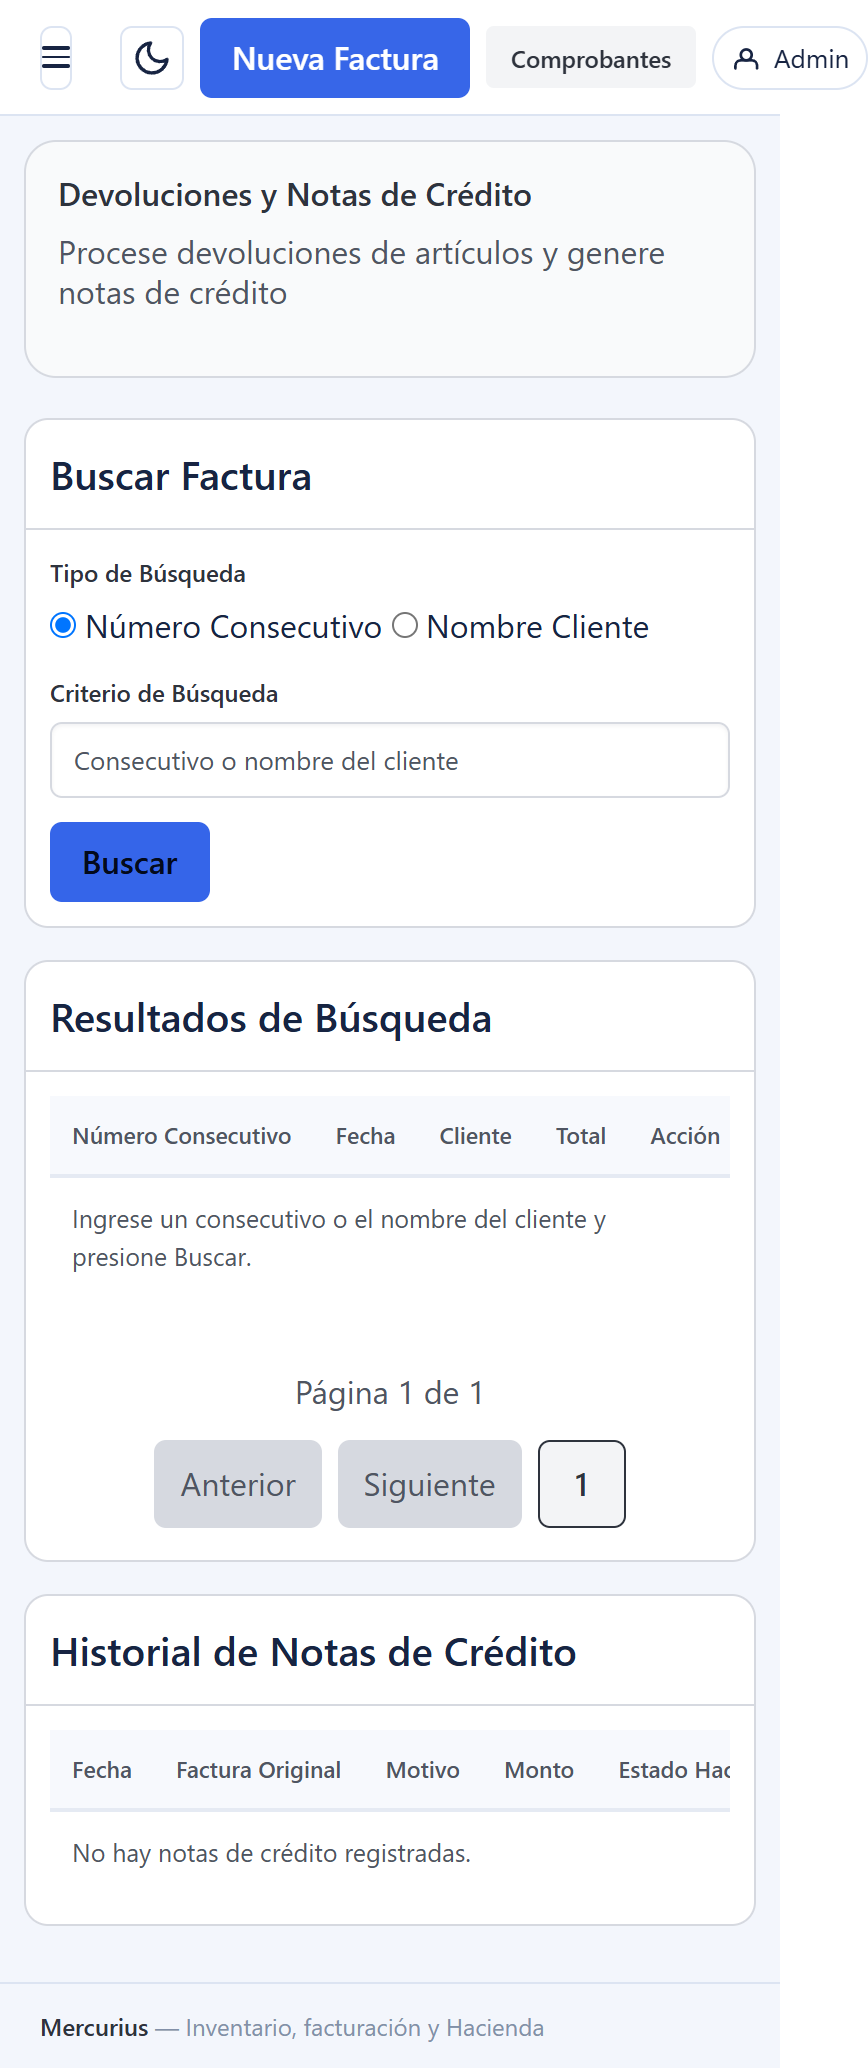 Nueva Factura
Comprobantes
Admin
Devoluciones y Notas de Crédito
Procese devoluciones de artículos y genere
notas de crédito
Buscar Factura
Tipo de Búsqueda
Número Consecutivo Nombre Cliente
Criterio de Búsqueda
Consecutivo o nombre del cliente
Buscar
Resultados de Búsqueda
Número Consecutivo Fecha Cliente Total Acción
Ingrese un consecutivo o el nombre del cliente y
presione Buscar.
Página 1 de 1
Anterior Siguiente 1
Historial de Notas de Crédito
Fecha Factura Original Motivo Monto Estado
No hay notas de crédito registradas.
Mercurius — Inventario, facturación y Hacienda